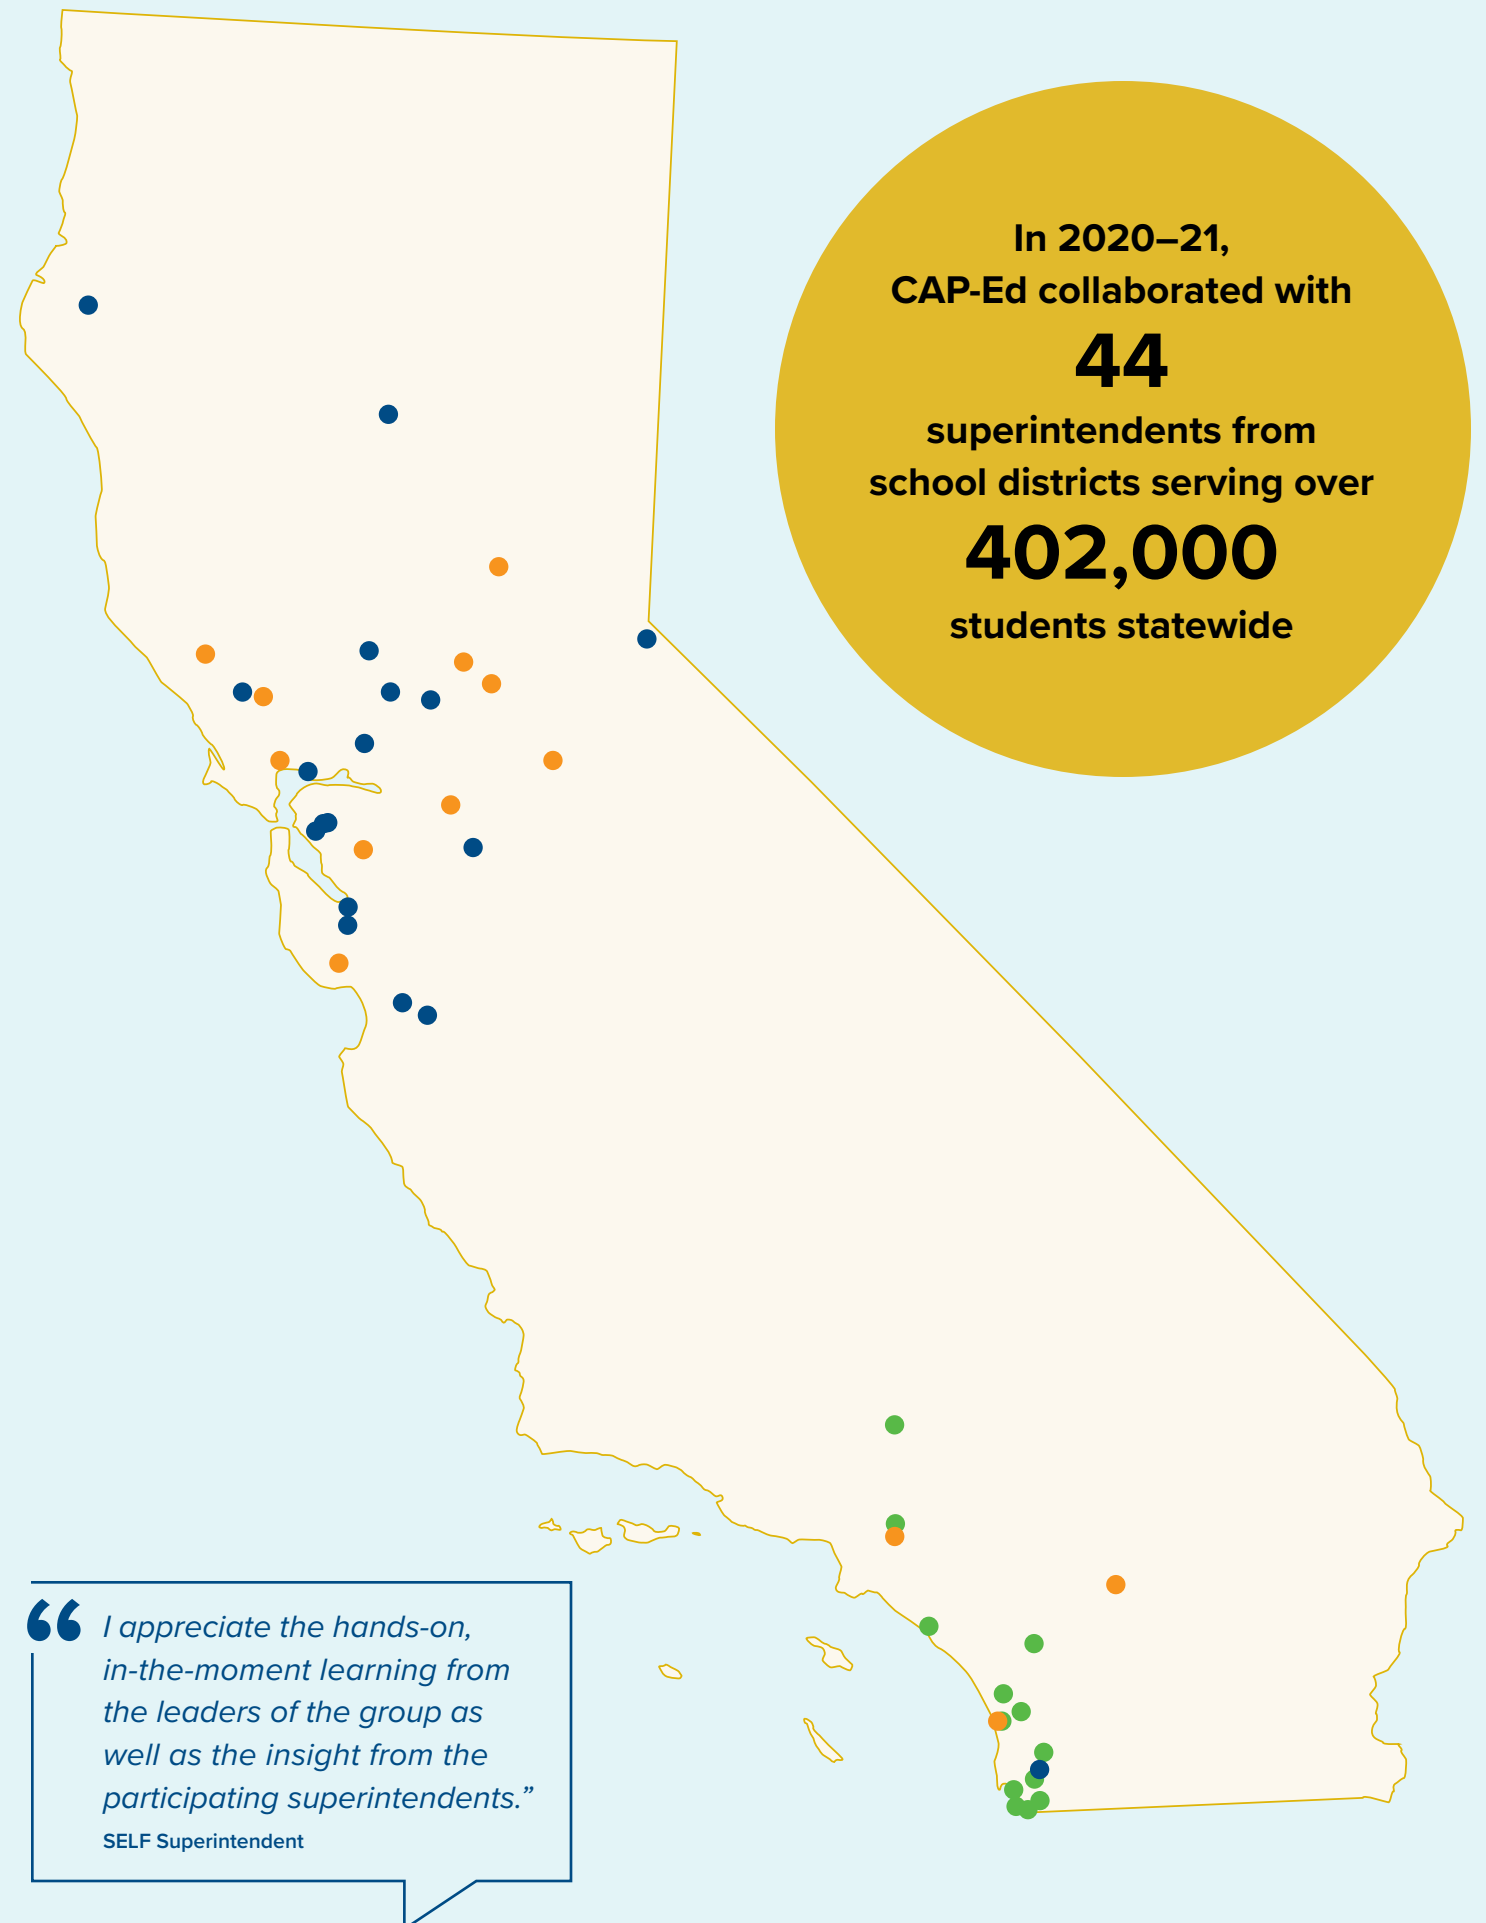 In 2020–21,
CAP-Ed collaborated with
44
superintendents from
school districts serving over
402,000
students statewide
“ I appreciate the hands-on,
in-the-moment learning from
the leaders of the group as
well as the insight from the
participating superintendents.”
SELF Superintendent